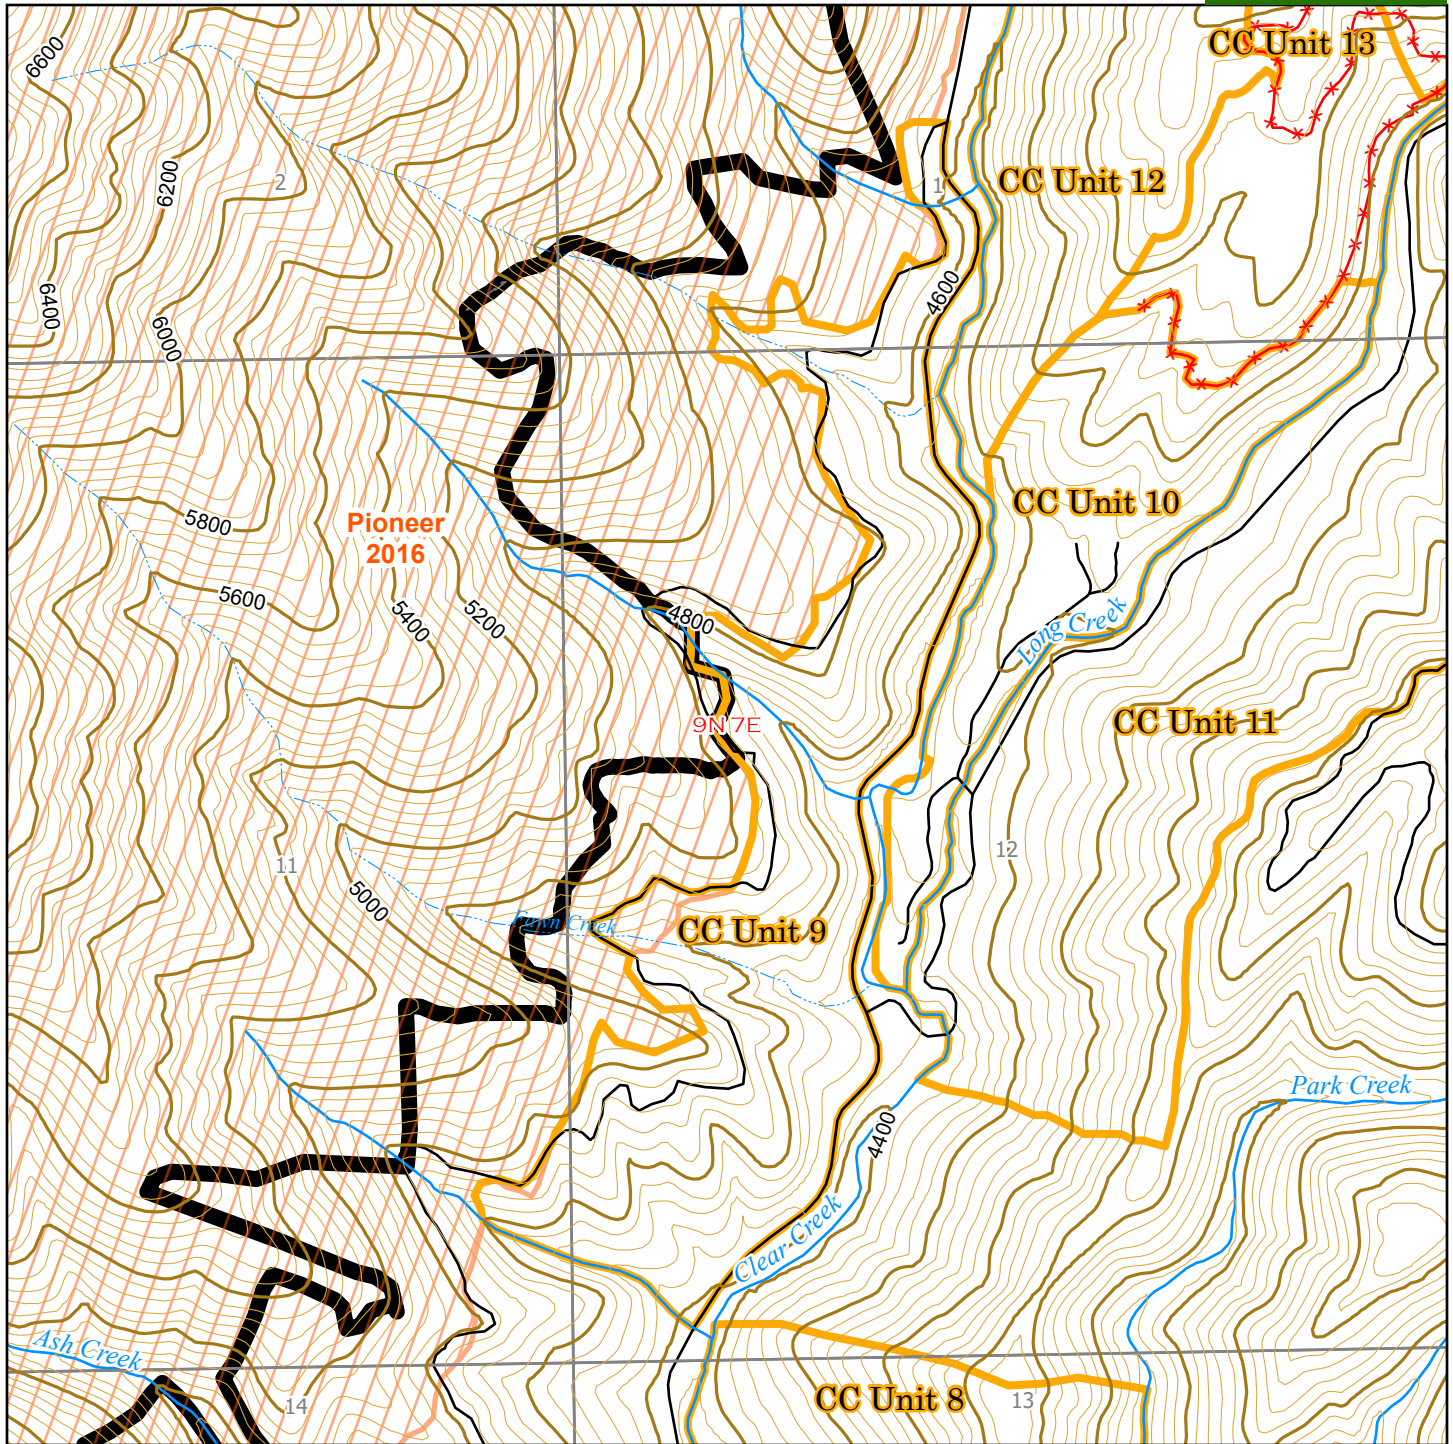 6600
CC Unit 13
6200
2
CC Unit 12
1
4600
6400
6000
CC Unit 10
5800
Pioneer
2016
5600
5400
5200
4800
Long Creek
9N 7E
CC Unit 11
12
11
5000
Fawn Creek
CC Unit 9
Park Creek
4400
Clear Creek
Ash Creek
CC Unit 8
13
14